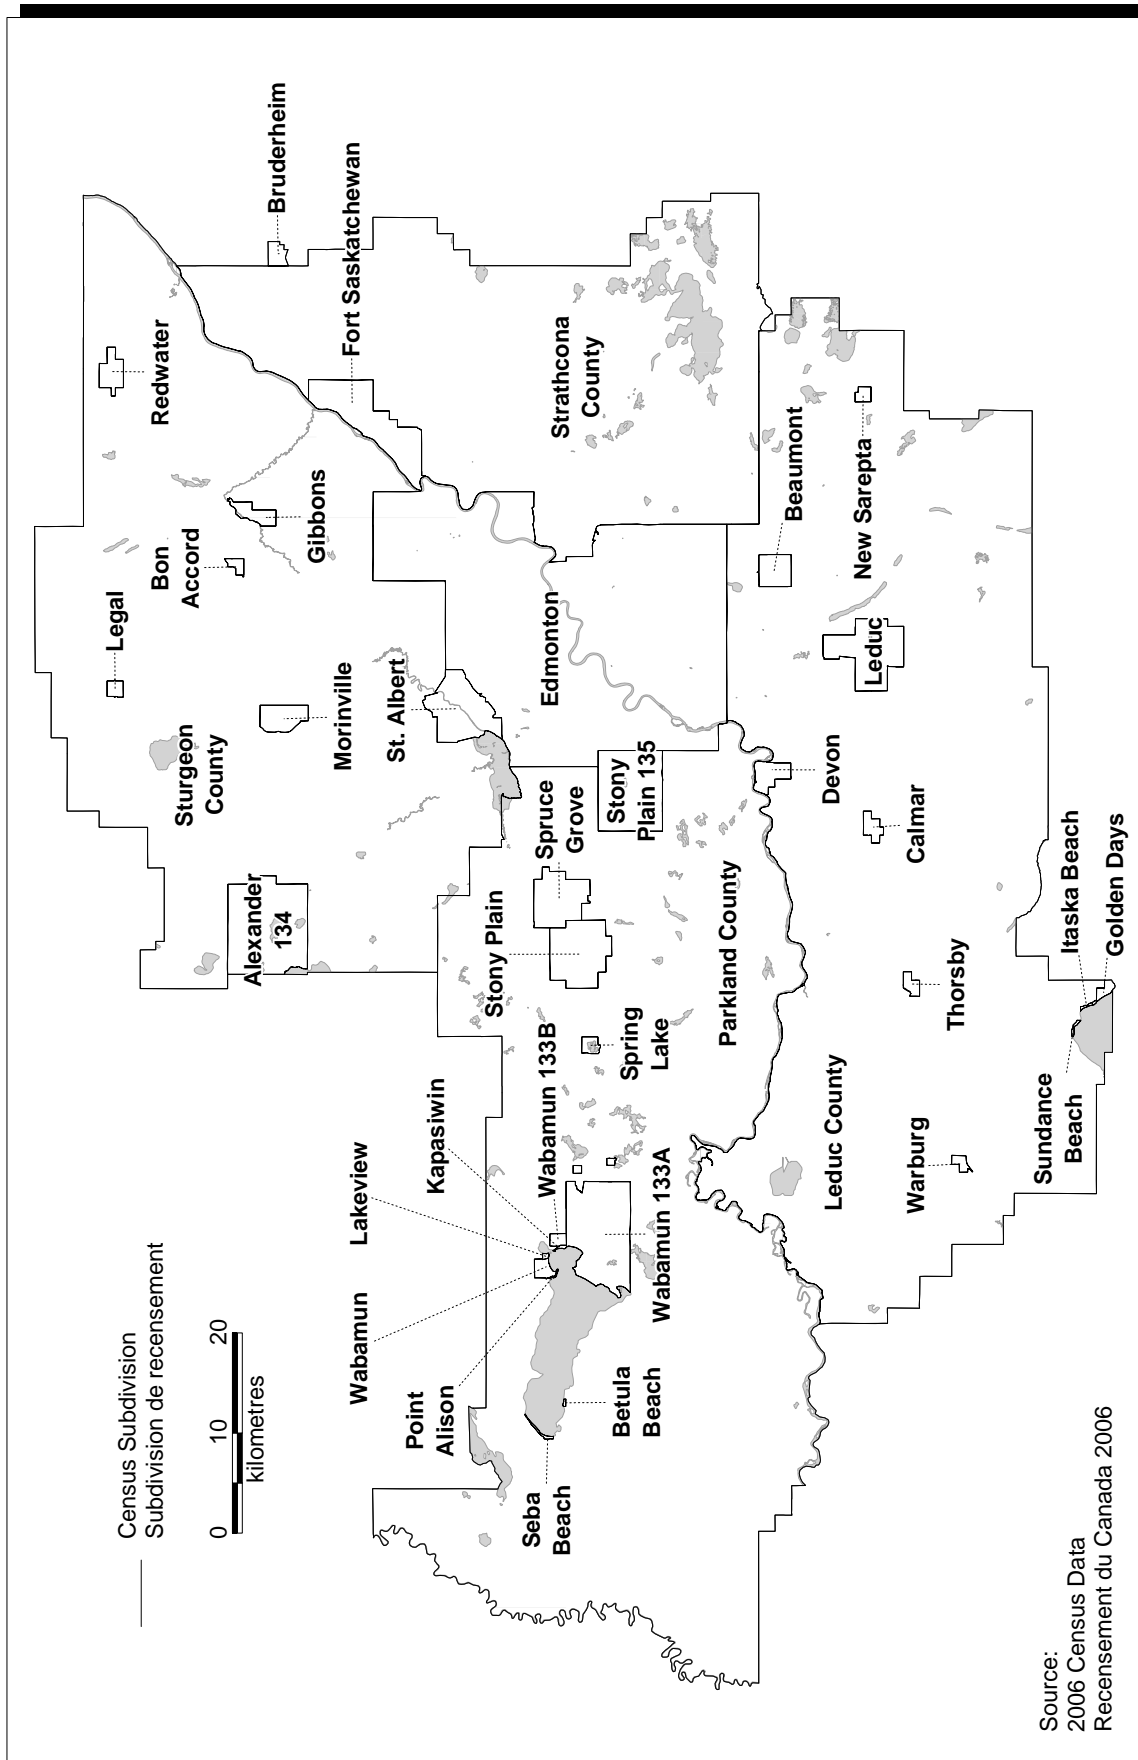 Census Subdivision
Subdivision de recensement
0 10 20
kilometres
Bruderheim
Redwater
Fort Saskatchewan
Legal
Bon
Accord
Gibbons
Sturgeon
County
Morinville
St. Albert
Alexander
134
Strathcona
County
Edmonton
Spruce
Grove
Stony
Plain 135
Stony Plain
Spring
Lake
Parkland County
Wabamun 133B
Kapasiwin
Lakeview
Wabamun
Point
Alison
Wabamun 133A
Betula
Beach
Seba
Beach
Beaumont
New Sarepta
Leduc
Devon
Calmar
Thorsby
Leduc County
Warburg
Sundance
Beach
Itaska Beach
Golden Days
Source:
2006 Census Data
Recensement du Canada 2006